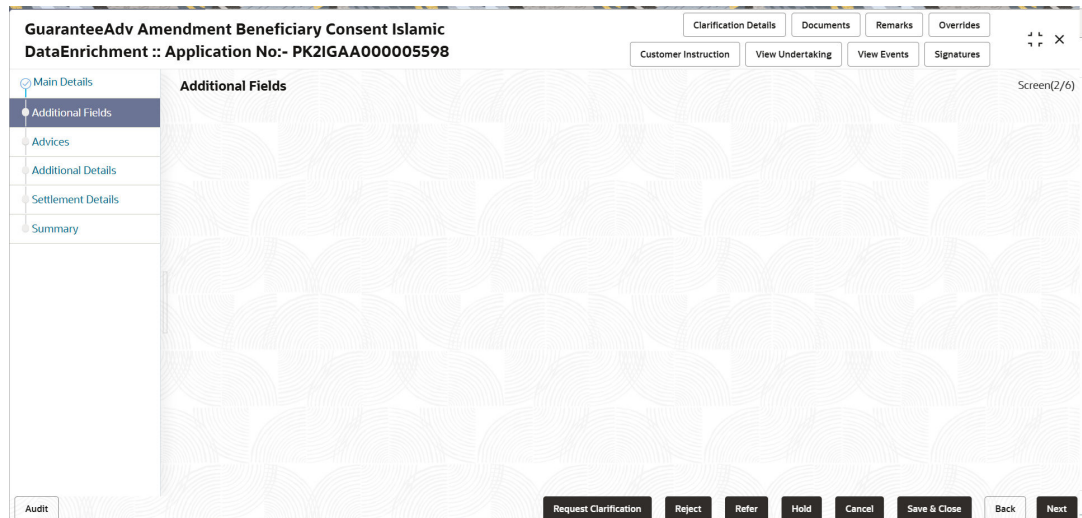 GuaranteeAdv Amendment Beneficiary Consent Islamic
DataEnrichment :: Application No:- PK2IGAA000005598
Clarification Details
Documents
Remarks
Overrides
Customer Instruction
View Undertaking
View Events
Signatures
Main Details
Additional Fields
Advices
Additional Details
Settlement Details
Summary
Additional Fields
Screen(2/6)
Audit
Request Clarification
Reject
Refer
Hold
Cancel
Save & Close
Back
Next